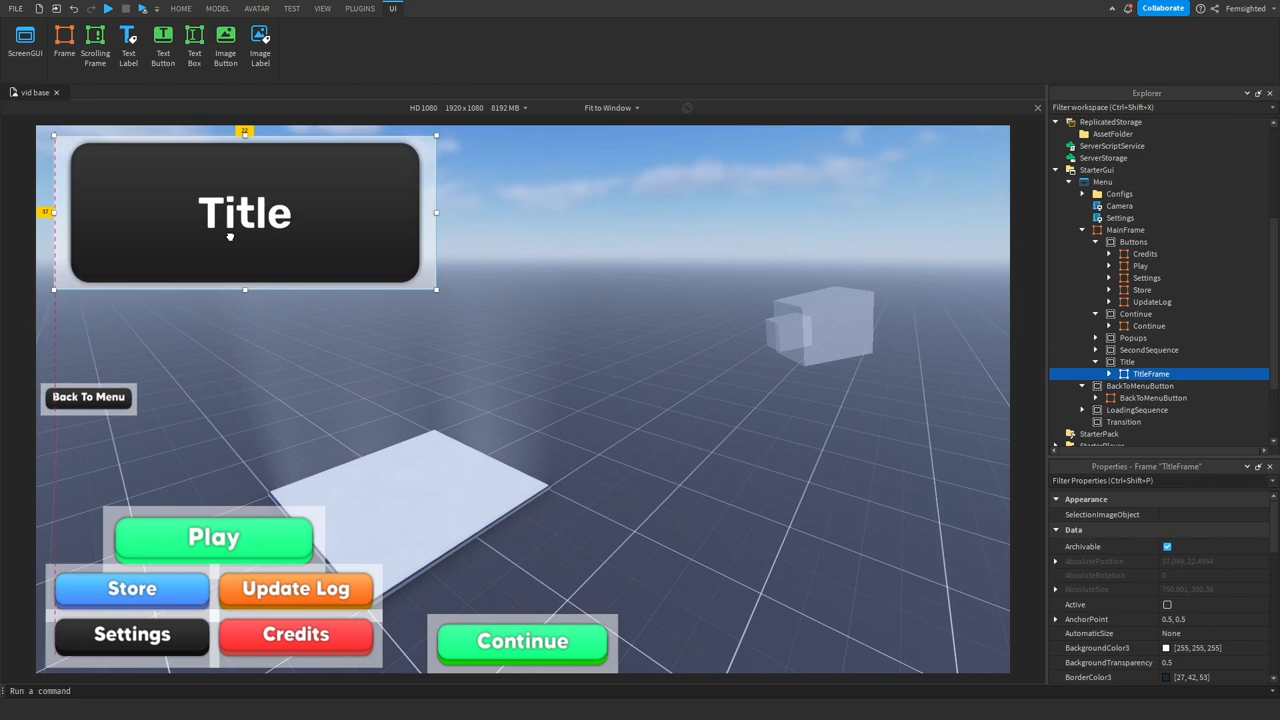 FILE HOME MODEL AVATAR TEST VIEW PLUGINS UI Collaborate Femsighted
ScreenGUI Frame Scrolling Frame Text Label Text Button Text Box Image Button Image Label
vid base
HD 1080 1920 x 1080 8192 MB Fit to Window
Explorer
Filter workspace (Ctrl+Shift+X)
ReplicatedStorage
AssetFolder
ServerScriptService
ServerStorage
StarterGui
Menu
Configs
Camera
Settings
MainFrame
Buttons
Credits
Play
Settings
Store
UpdateLog
Continue
Continue
Popups
SecondSequence
Title
TitleFrame
BackToMenuButton
BackToMenuButton
LoadingSequence
Transition
StarterPack
StarterPlayer
22
37
Title
Back To Menu
Play
Store Update Log
Settings Credits
Continue
Properties - Frame "TitleFrame"
Filter Properties (Ctrl+Shift+P)
Appearance
SelectionImageObject
Data
Archivable
AbsolutePosition
AbsoluteRotation 0
AbsoluteSize
Active
AnchorPoint 0.5, 0.5
AutomaticSize None
BackgroundColor3 [255, 255, 255]
BackgroundTransparency 0.5
BorderColor3 [27, 42, 53]
Run a command